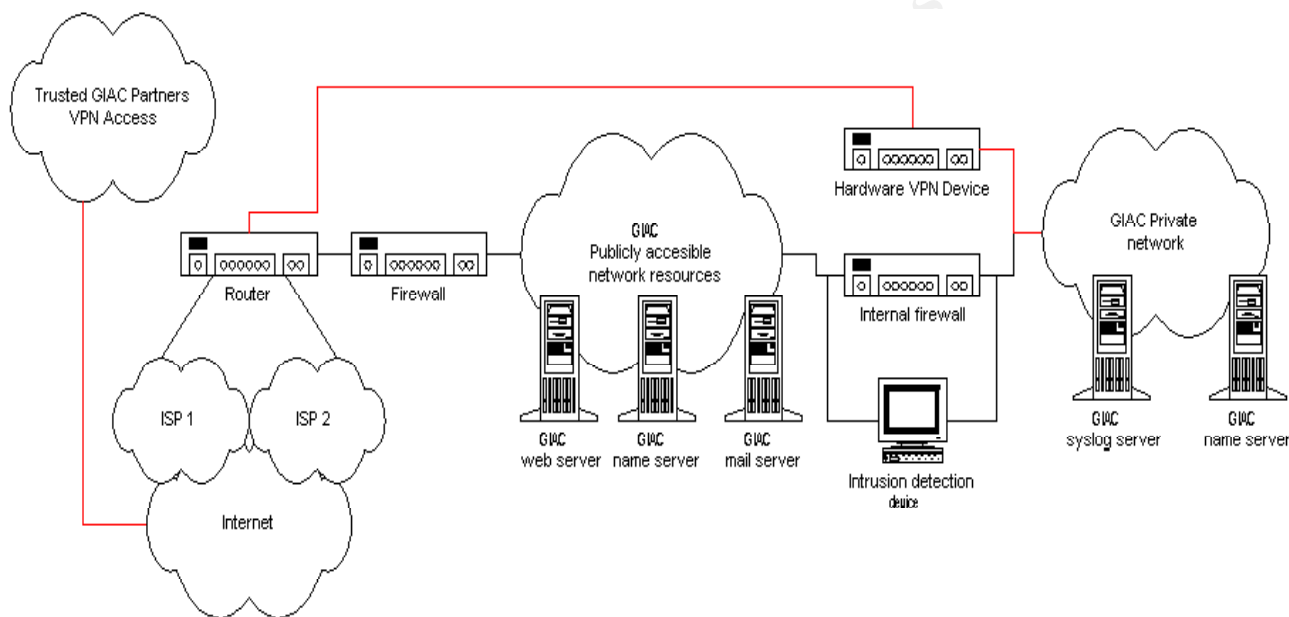 Trusted GIAC Partners
VPN Access
Hardware VPN Device
GIAC Private
network
GIAC
Publicly accesible
network resources
Router
Firewall
Internal firewall
ISP 1
ISP 2
GIAC
web server
GIAC
name server
GIAC
mail server
Intrusion detection
device
GIAC
syslog server
GIAC
name server
Internet